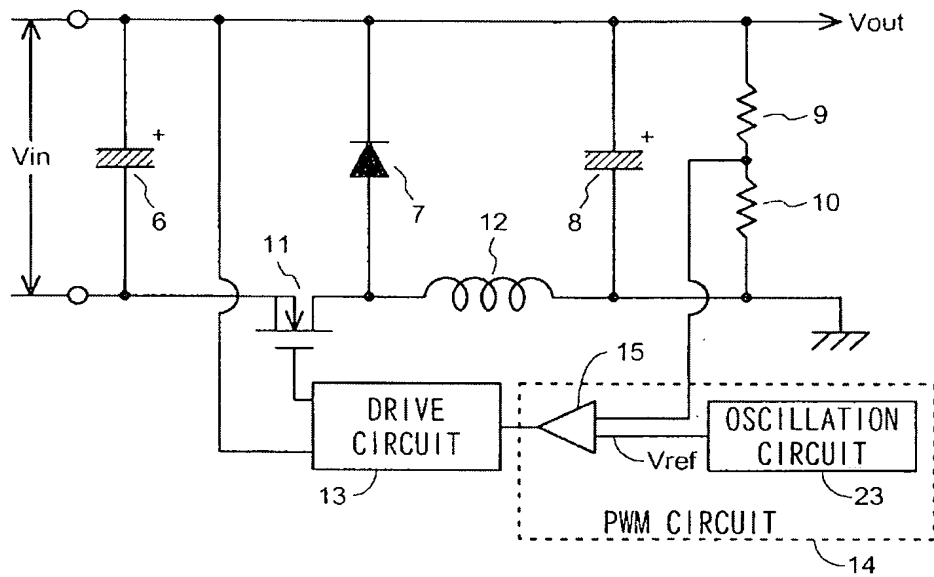 Vout
9
+
+
Vin
6
7
8
10
12
11
15
DRIVE
CIRCUIT
OSCILLATION
CIRCUIT
Vref
13
23
PWM CIRCUIT
14